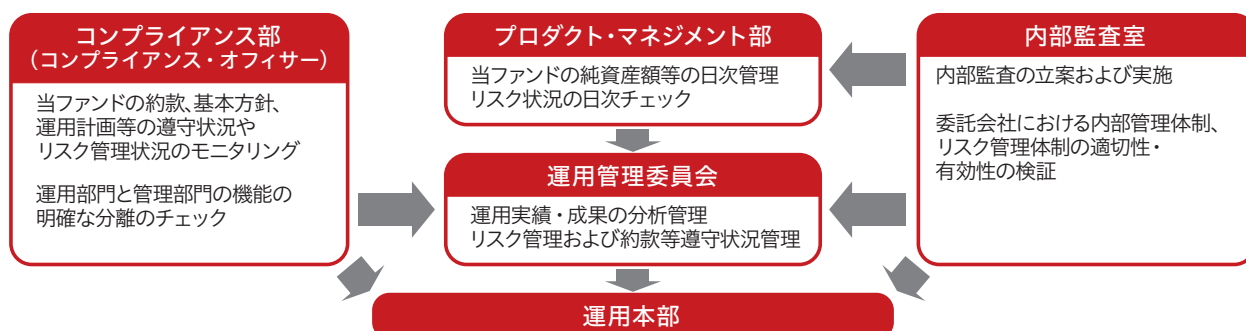 コンプライアンス部
（コンプライアンス・オフィサー）
当ファンドの約款、基本方針、
運用計画等の遵守状況や
リスク管理状況のモニタリング
運用部門と管理部門の機能の
明確な分離のチェック
プロダクト・マネジメント部
当ファンドの純資産額等の日次管理
リスク状況の日次チェック
運用管理委員会
運用実績・成果の分析管理
リスク管理および約款等遵守状況管理
内部監査室
内部監査の立案および実施
委託会社における内部管理体制、
リスク管理体制の適切性・
有効性の検証
運用本部